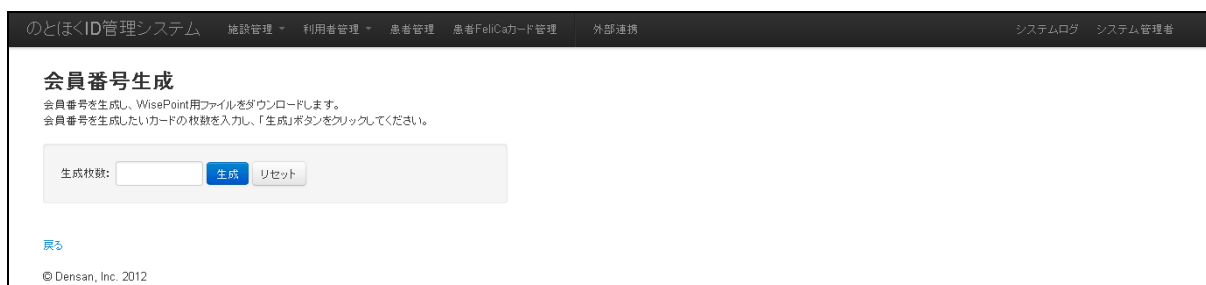 のとほくID管理システム 施設管理 利用者管理 患者管理 患者FeliCaカード管理 外部連携 システムログ システム管理者
会員番号生成
会員番号を生成し、WisePoint用ファイルをダウンロードします。
会員番号を生成したいカードの枚数を入力し、「生成」ボタンをクリックしてください。
生成枚数: 生成 リセット
戻る
© Densan, Inc. 2012